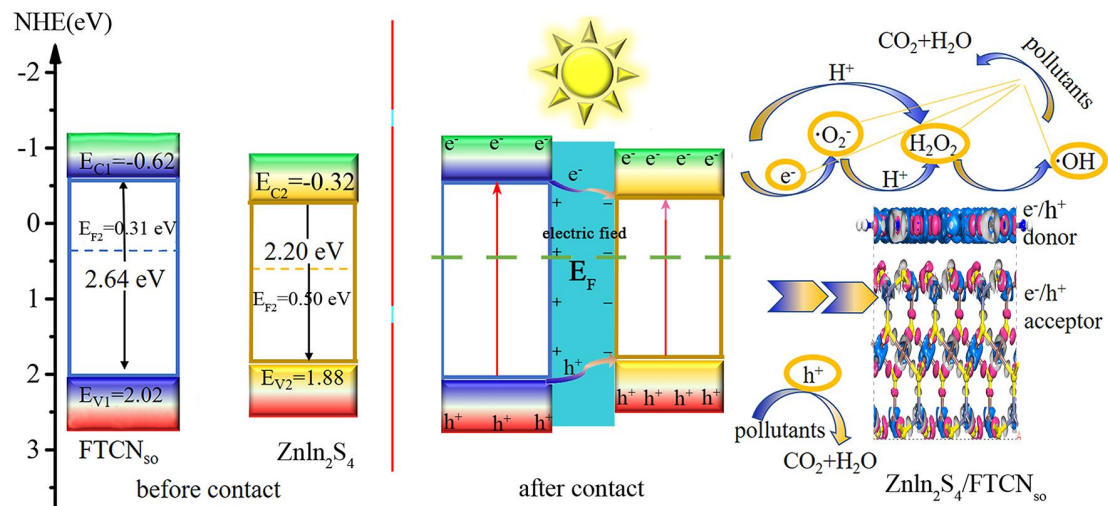 NHE(eV)
-2
-1
0
1
2
3
E_C1=-0.62
E_F2=0.31 eV
2.64 eV
E_V1=2.02
FTCN_so
E_C2=-0.32
2.20 eV
E_F2=0.50 eV
E_V2=1.88
ZnIn₂S₄
before contact
e⁻ e⁻ e⁻
e⁻ e⁻ e⁻ e⁻
e⁻
+ −
electric fied
+ −
E_F
+ −
+ −
h⁺
h⁺ h⁺ h⁺
h⁺ h⁺ h⁺ h⁺
after contact
CO₂+H₂O
pollutants
H⁺
·O₂⁻
H₂O₂
·OH
e⁻
H⁺
e⁻/h⁺
donor
e⁻/h⁺
acceptor
h⁺
pollutants
CO₂+H₂O
ZnIn₂S₄/FTCN_so